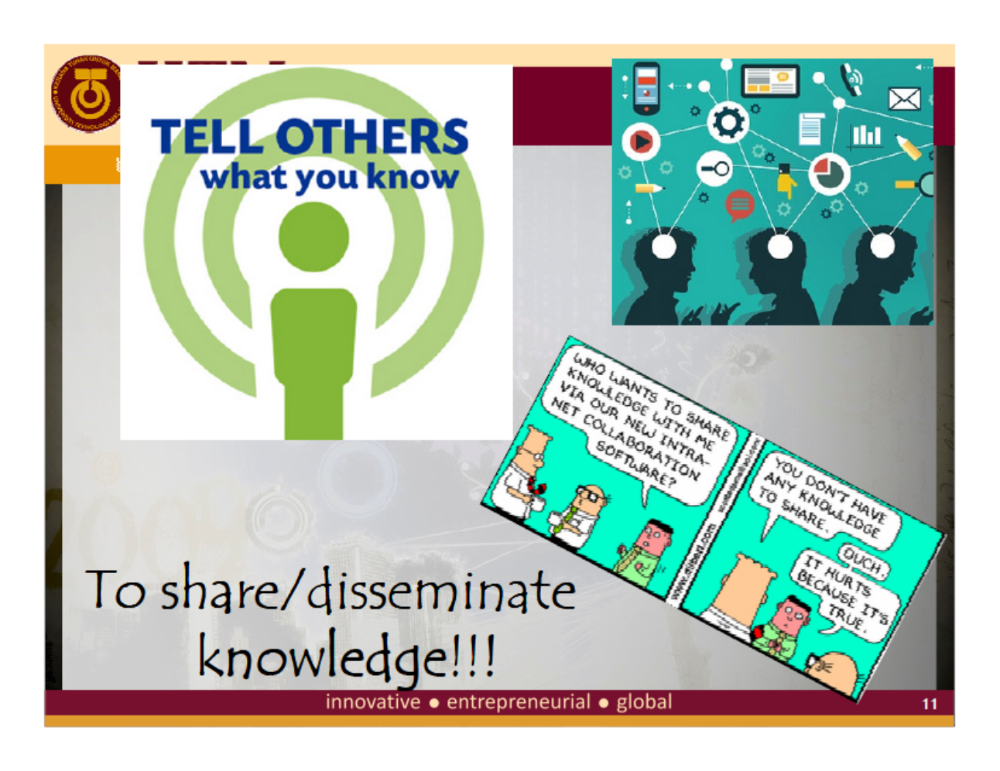 TELL OTHERS
what you know
WHO WANTS TO SHARE
KNOWLEDGE WITH ME
VIA OUR NEW INTRA-
NET COLLABORATION
SOFTWARE?
www.dilbert.com
YOU DON'T HAVE
ANY KNOWLEDGE
TO SHARE.
OUCH.
IT HURTS
BECAUSE IT'S
TRUE.
To share/disseminate
knowledge!!!
innovative ● entrepreneurial ● global
11